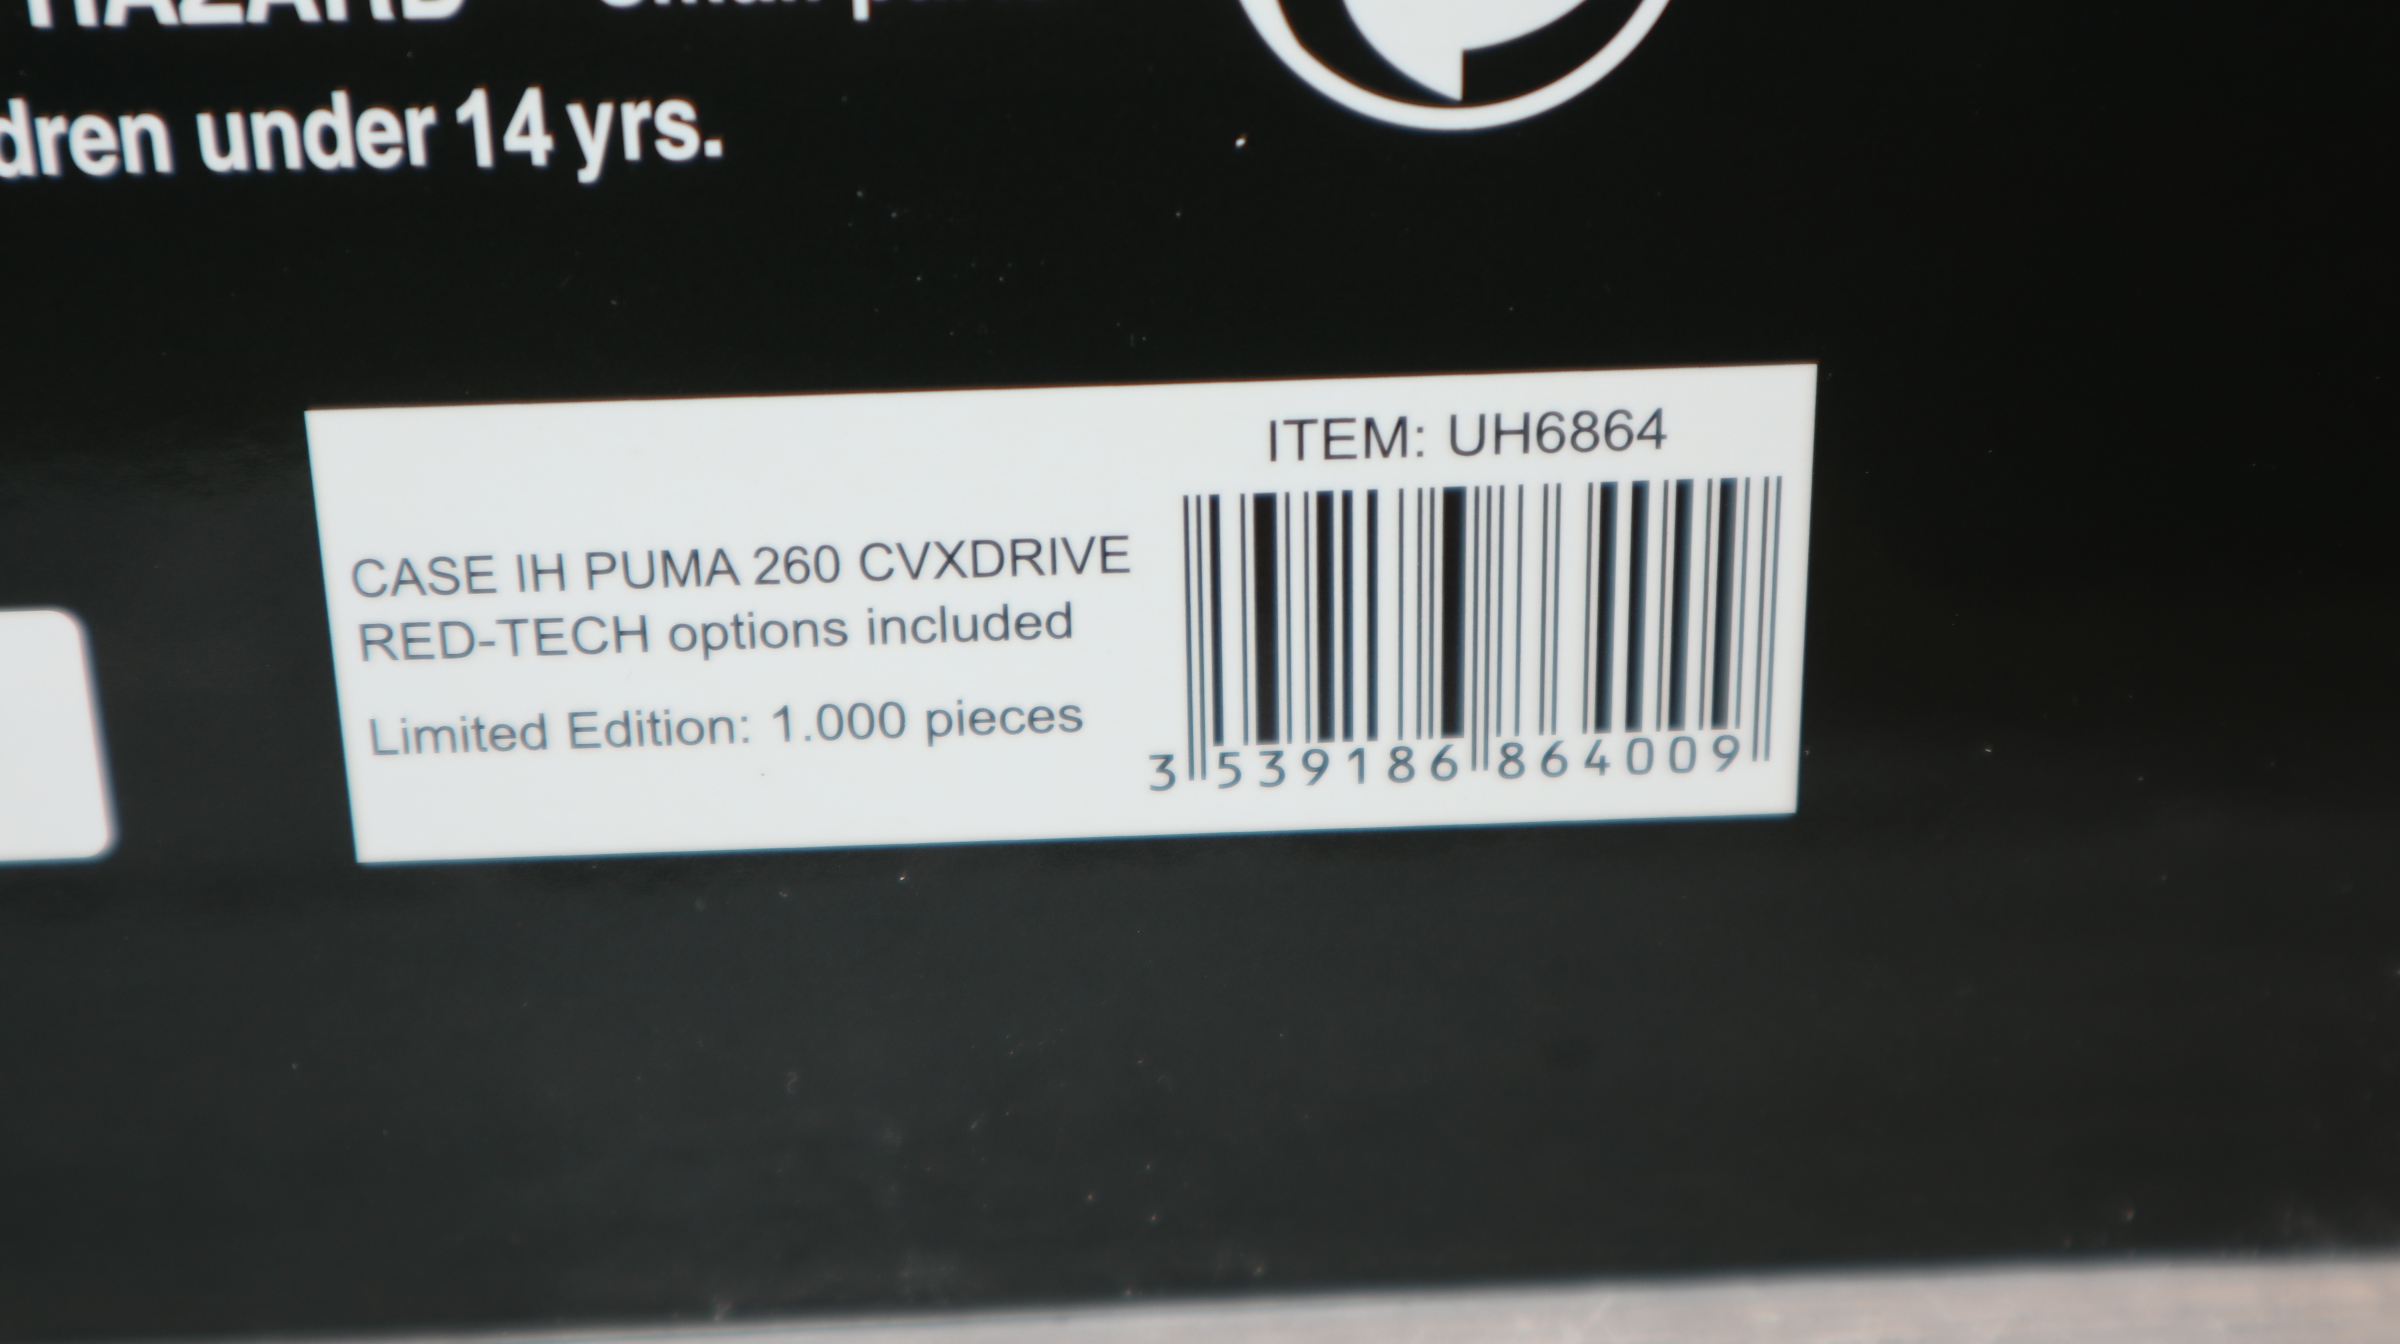 HAZARD
dren under 14 yrs.
ITEM: UH6864
CASE IH PUMA 260 CVXDRIVE
RED-TECH options included
Limited Edition: 1.000 pieces
3 539186 864009